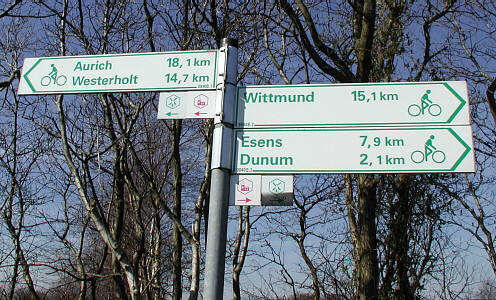 Aurich 18,1 km
Westerholt 14,7 km
Wittmund 15,1 km
Esens 7,9 km
Dunum 2,1 km